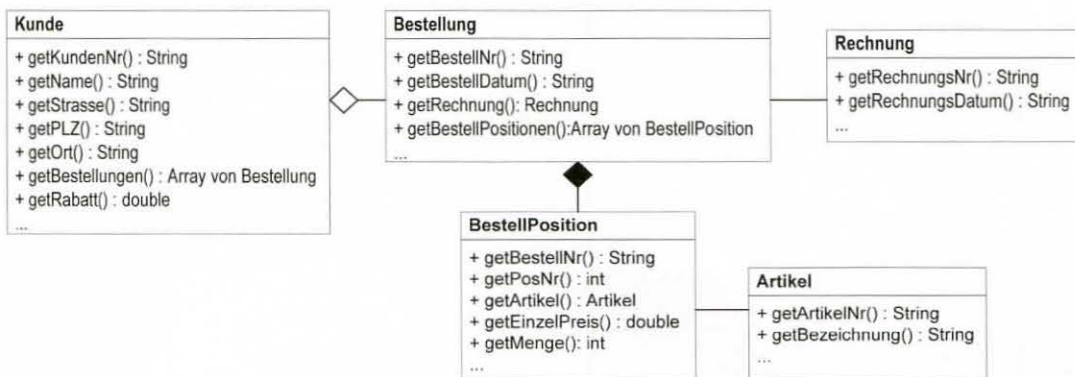 Kunde
+ getKundenNr() : String
+ getName() : String
+ getStrasse() : String
+ getPLZ() : String
+ getOrt() : String
+ getBestellungen() : Array von Bestellung
+ getRabatt() : double
...
Bestellung
+ getBestellNr() : String
+ getBestellDatum() : String
+ getRechnung(): Rechnung
+ getBestellPositionen():Array von BestellPosition
...
Rechnung
+ getRechnungsNr() : String
+ getRechnungsDatum() : String
...
BestellPosition
+ getBestellNr() : String
+ getPosNr() : int
+ getArtikel() : Artikel
+ getEinzelPreis() : double
+ getMenge(): int
...
Artikel
+ getArtikelNr() : String
+ getBezeichnung() : String
...